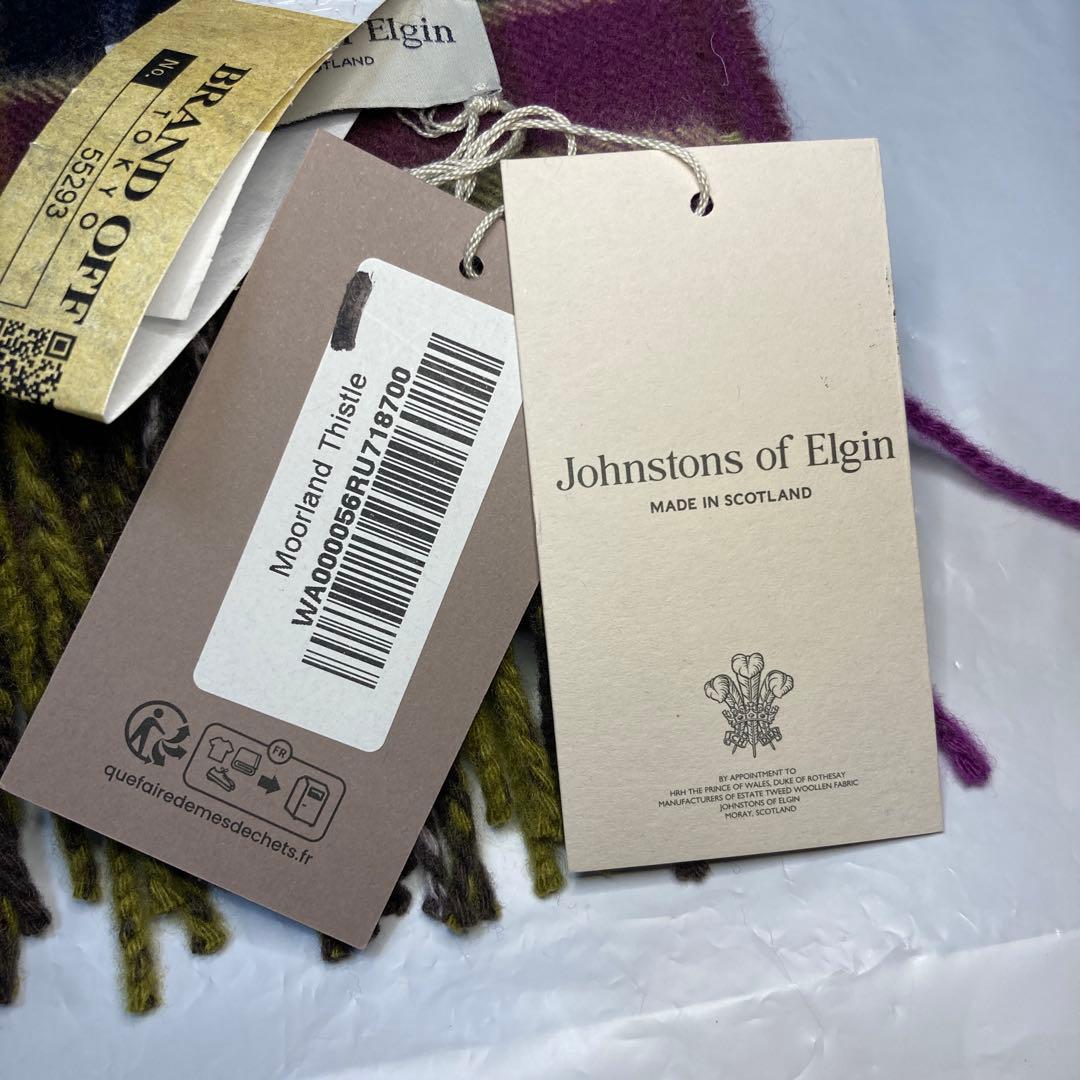 of Elgin
BRAND OFF
TOKYO
No.
55293
Moorland Thistle
WA000056RU718700
FR
quefairedemesdechets.fr
Johnstons of Elgin
MADE IN SCOTLAND
BY APPOINTMENT TO
HRH THE PRINCE OF WALES, DUKE OF ROTHESAY
MANUFACTURERS OF ESTATE TWEED WOOLLEN FABRIC
JOHNSTONS OF ELGIN
MORAY, SCOTLAND